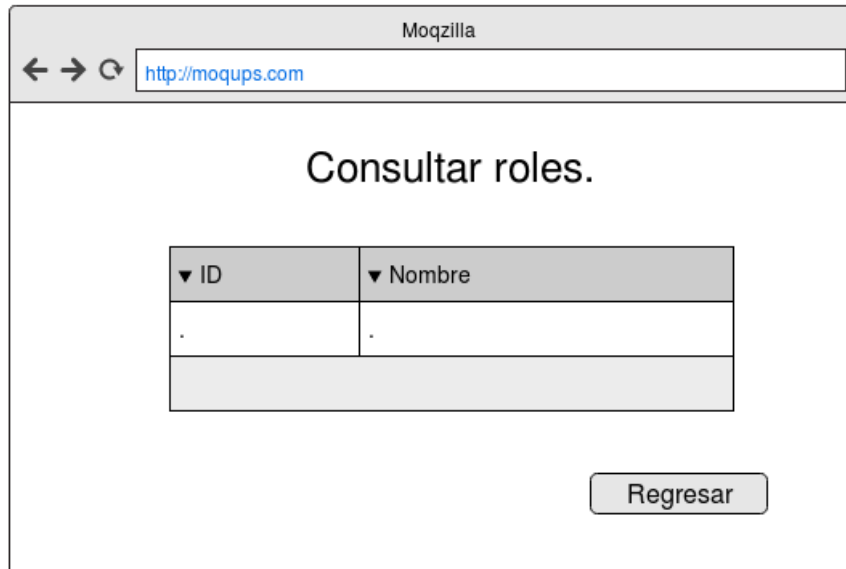 Moqzilla
http://moqups.com
Consultar roles.
▼ ID ▼ Nombre
. .
Regresar